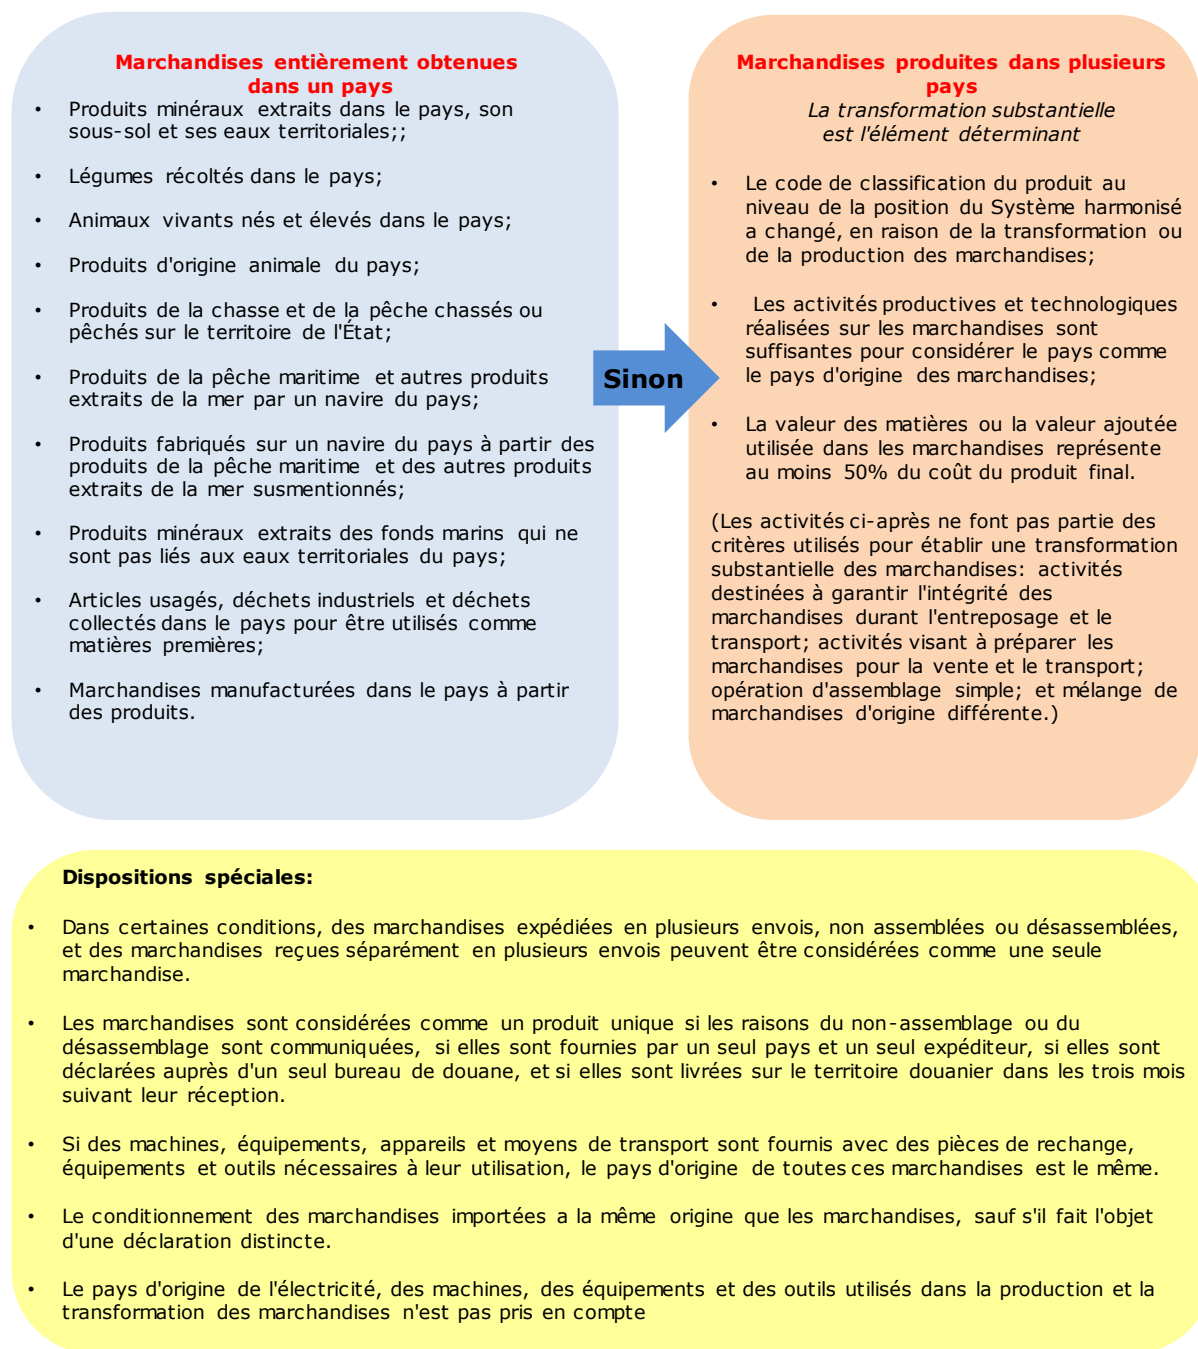 Marchandises entièrement obtenues
dans un pays
• Produits minéraux extraits dans le pays, son
sous-sol et ses eaux territoriales;;
• Légumes récoltés dans le pays;
• Animaux vivants nés et élevés dans le pays;
• Produits d'origine animale du pays;
• Produits de la chasse et de la pêche chassés ou
pêchés sur le territoire de l'État;
• Produits de la pêche maritime et autres produits
extraits de la mer par un navire du pays;
• Produits fabriqués sur un navire du pays à partir des
produits de la pêche maritime et des autres produits
extraits de la mer susmentionnés;
• Produits minéraux extraits des fonds marins qui ne
sont pas liés aux eaux territoriales du pays;
• Articles usagés, déchets industriels et déchets
collectés dans le pays pour être utilisés comme
matières premières;
• Marchandises manufacturées dans le pays à partir
des produits.
Sinon
Marchandises produites dans plusieurs
pays
La transformation substantielle
est l'élément déterminant
• Le code de classification du produit au
niveau de la position du Système harmonisé
a changé, en raison de la transformation ou
de la production des marchandises;
• Les activités productives et technologiques
réalisées sur les marchandises sont
suffisantes pour considérer le pays comme
le pays d'origine des marchandises;
• La valeur des matières ou la valeur ajoutée
utilisée dans les marchandises représente
au moins 50% du coût du produit final.
(Les activités ci-après ne font pas partie des
critères utilisés pour établir une transformation
substantielle des marchandises: activités
destinées à garantir l'intégrité des
marchandises durant l'entreposage et le
transport; activités visant à préparer les
marchandises pour la vente et le transport;
opération d'assemblage simple; et mélange de
marchandises d'origine différente.)
Dispositions spéciales:
• Dans certaines conditions, des marchandises expédiées en plusieurs envois, non assemblées ou désassemblées,
et des marchandises reçues séparément en plusieurs envois peuvent être considérées comme une seule
marchandise.
• Les marchandises sont considérées comme un produit unique si les raisons du non-assemblage ou du
désassemblage sont communiquées, si elles sont fournies par un seul pays et un seul expéditeur, si elles sont
déclarées auprès d'un seul bureau de douane, et si elles sont livrées sur le territoire douanier dans les trois mois
suivant leur réception.
• Si des machines, équipements, appareils et moyens de transport sont fournis avec des pièces de rechange,
équipements et outils nécessaires à leur utilisation, le pays d'origine de toutes ces marchandises est le même.
• Le conditionnement des marchandises importées a la même origine que les marchandises, sauf s'il fait l'objet
d'une déclaration distincte.
• Le pays d'origine de l'électricité, des machines, des équipements et des outils utilisés dans la production et la
transformation des marchandises n'est pas pris en compte